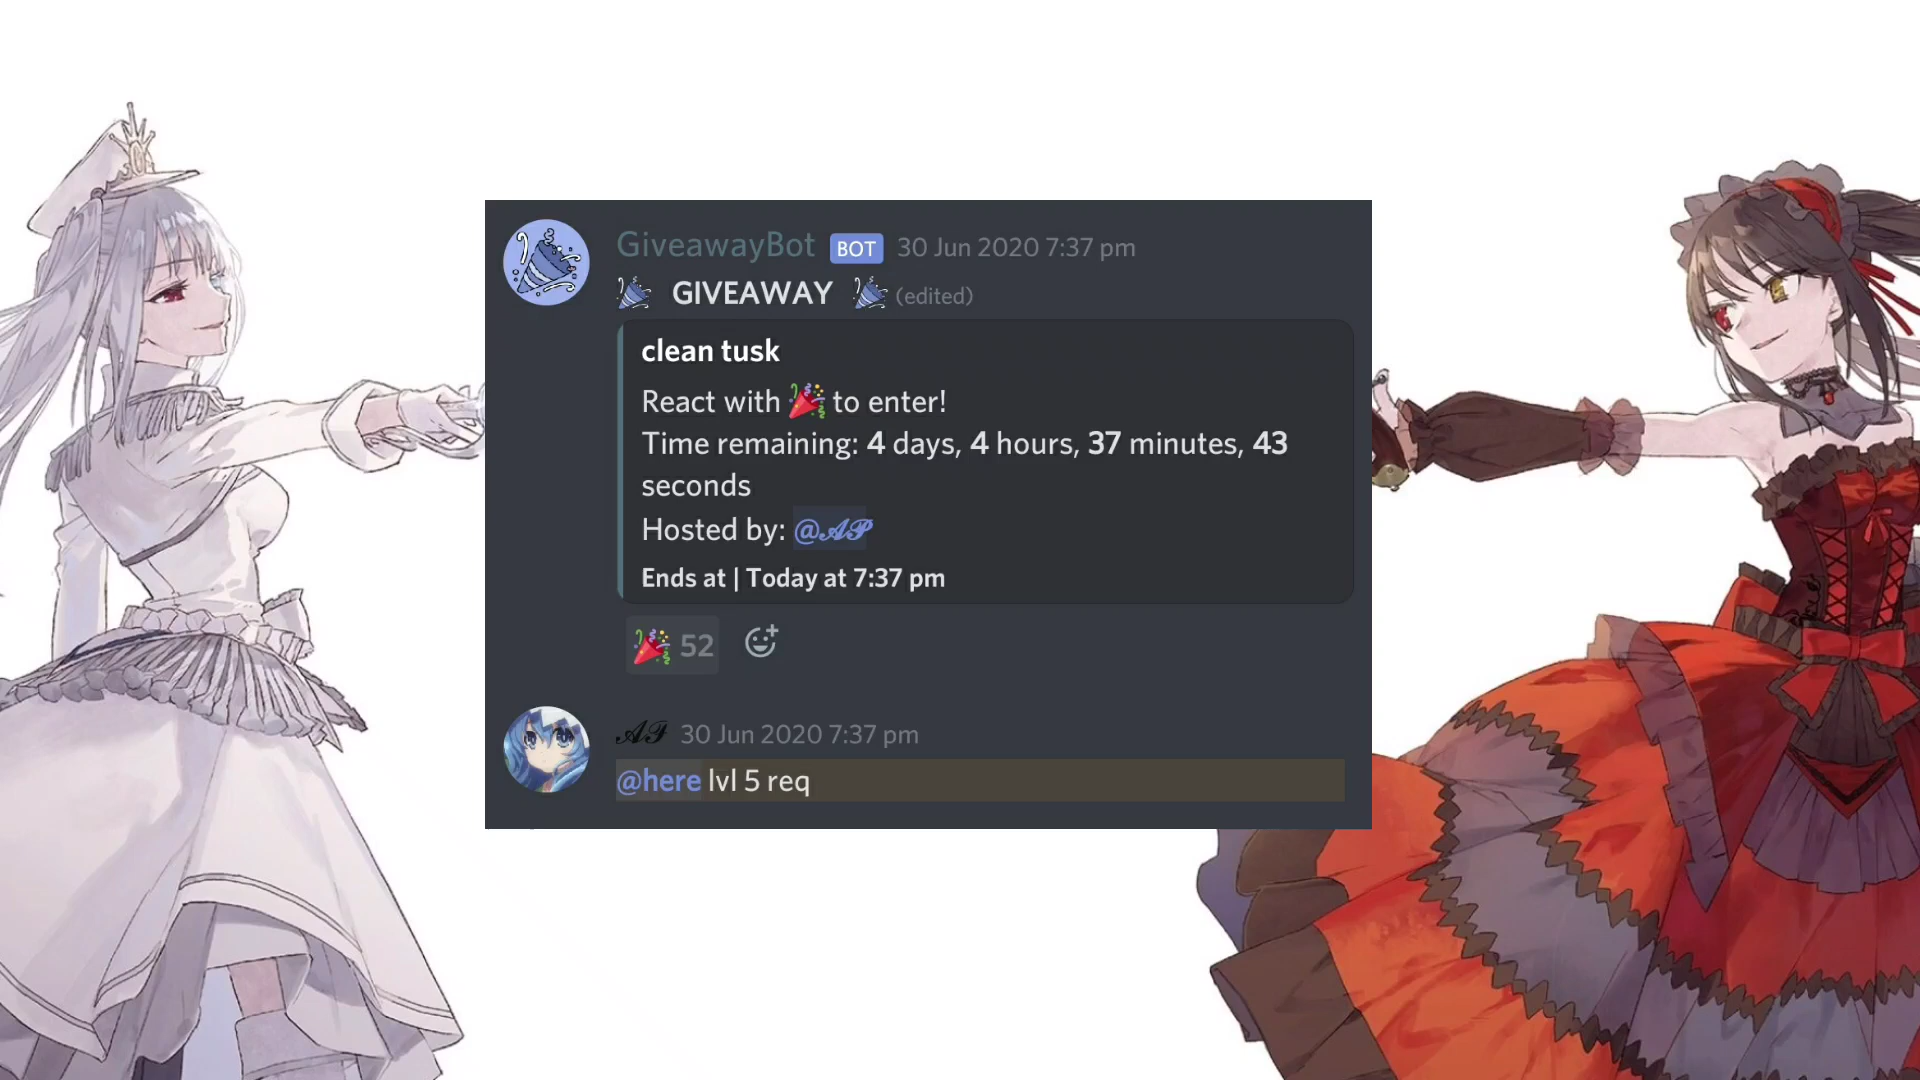 GiveawayBot BOT 30 Jun 2020 7:37 pm
GIVEAWAY (edited)
clean tusk
React with 🎉 to enter!
Time remaining: 4 days, 4 hours, 37 minutes, 43
seconds
Hosted by: @𝒜𝒫
Ends at | Today at 7:37 pm
🎉 52
𝒜𝒫 30 Jun 2020 7:37 pm
@here lvl 5 req